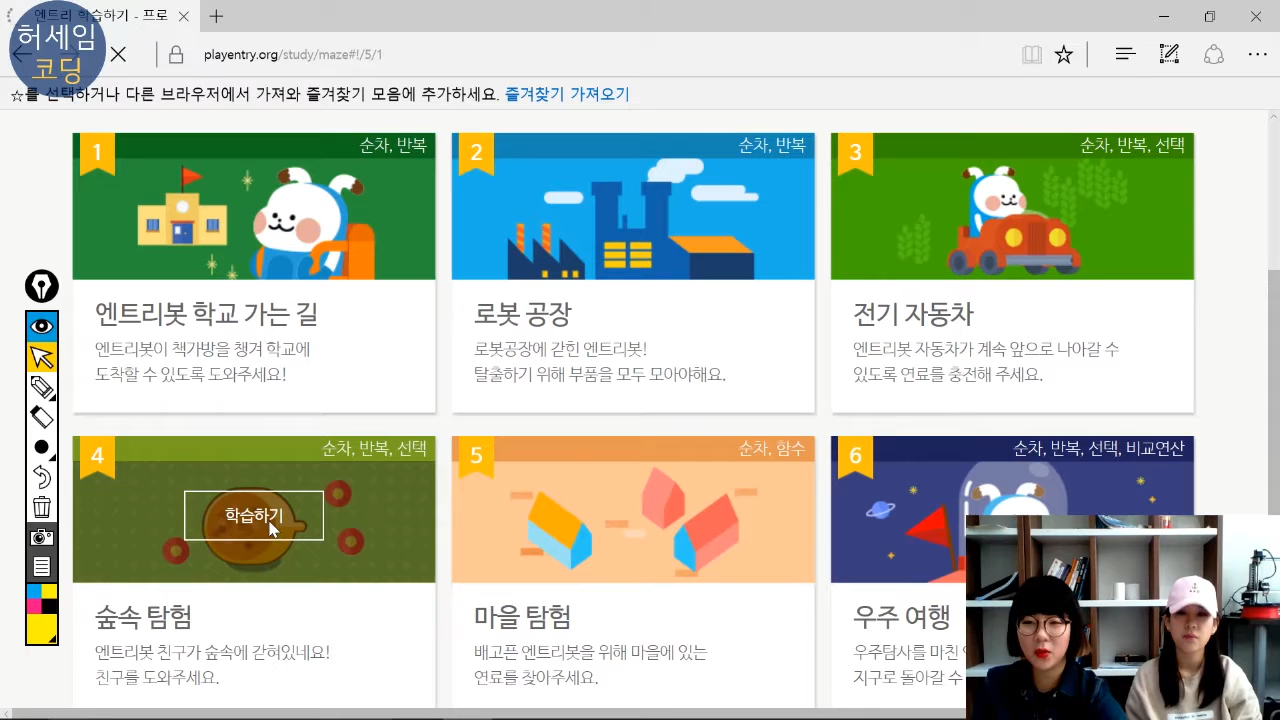 엔트리 학습하기 - 프로
허세임
코딩
playentry.org/study/maze#!/5/1
☆를 선택하거나 다른 브라우저에서 가져와 즐겨찾기 모음에 추가하세요. 즐겨찾기 가져오기
1
순차, 반복
엔트리봇 학교 가는 길
엔트리봇이 책가방을 챙겨 학교에
도착할 수 있도록 도와주세요!
2
순차, 반복
로봇 공장
로봇공장에 갇힌 엔트리봇!
탈출하기 위해 부품을 모두 모아야해요.
3
순차, 반복, 선택
전기 자동차
엔트리봇 자동차가 계속 앞으로 나아갈 수
있도록 연료를 충전해 주세요.
4
순차, 반복, 선택
학습하기
숲속 탐험
엔트리봇 친구가 숲속에 갇혀있네요!
친구를 도와주세요.
5
순차, 함수
마을 탐험
배고픈 엔트리봇을 위해 마을에 있는
연료를 찾아주세요.
6
순차, 반복, 선택, 비교연산
우주 여행
우주탐사를 마친
지구로 돌아갈 수